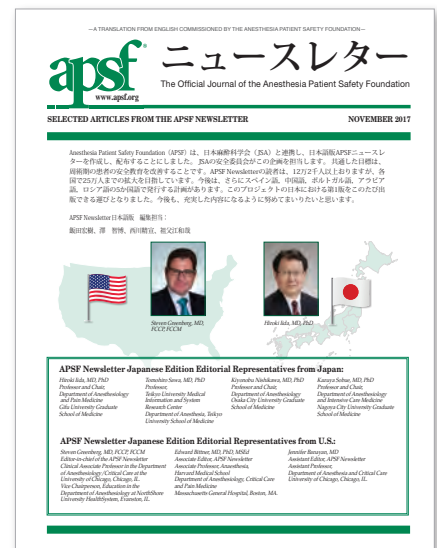 —A TRANSLATION FROM ENGLISH COMMISSIONED BY THE ANESTHESIA PATIENT SAFETY FOUNDATION—
apsf
www.apsf.org
ニュースレター
The Official Journal of the Anesthesia Patient Safety Foundation
SELECTED ARTICLES FROM THE APSF NEWSLETTER NOVEMBER 2017
Anesthesia Patient Safety Foundation（APSF）は、日本麻酔科学会（JSA）と連携し、日本語版APSFニュースレ
ターを作成し、配布することにしました。 JSAの安全委員会がこの企画を担当します。 共通した目標は、
周術期の患者の安全教育を改善することです。APSF Newsletterの読者は、12万2千人以上おりますが、各
国で25万人までの拡大を目指しています。今後は、さらにスペイン語、中国語、ポルトガル語、アラビア
語、ロシア語の5か国語で発行する計画があります。このプロジェクトの日本における第1版をこのたび出
版できる運びとなりました。今後も、充実した内容になるように努めてまいりたいと思います。
APSF Newsletter日本語版　編集担当：
飯田宏樹、澤　智博、西川精宣、祖父江和哉
Steven Greenberg, MD,
FCCP, FCCM
Hiroki Iida, MD, PhD
APSF Newsletter Japanese Edition Editorial Representatives from Japan:
Hiroki Iida, MD, PhD
Professor and Chair,
Department of Anesthesiology
and Pain Medicine
Gifu University Graduate
School of Medicine
Tomohiro Sawa, MD, PhD
Professor,
Teikyo University Medical
Information and System
Research Center
Department of Anesthesia, Teikyo
University School of Medicine
Kiyonobu Nishikawa, MD, PhD
Professor and Chair,
Department of Anesthesiology
Osaka City University Graduate
School of Medicine
Kazuya Sobue, MD, PhD
Professor and Chair,
Department of Anesthesiology
and Intensive Care Medicine
Nagoya City University Graduate
School of Medicine
APSF Newsletter Japanese Edition Editorial Representatives from U.S.:
Steven Greenberg, MD, FCCP, FCCM
Editor-in-chief of the APSF Newsletter
Clinical Associate Professor in the Department
of Anesthesiology/Critical Care at the
University of Chicago, Chicago, IL.
Vice Chairperson, Education in the
Department of Anesthesiology at NorthShore
University HealthSystem, Evanston, IL.
Edward Bittner, MD, PhD, MSEd
Associate Editor, APSF Newsletter
Associate Professor, Anaesthesia,
Harvard Medical School
Department of Anesthesiology, Critical Care
and Pain Medicine
Massachusetts General Hospital, Boston, MA.
Jennifer Banayan, MD
Assistant Editor, APSF Newsletter
Assistant Professor,
Department of Anesthesia and Critical Care
University of Chicago, Chicago, IL.